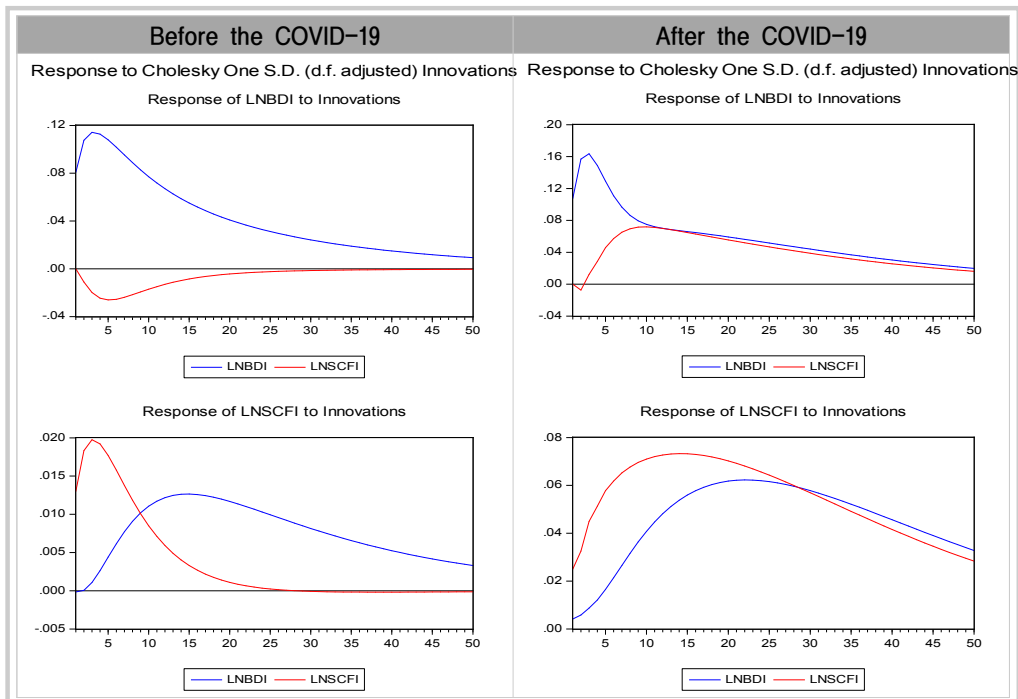 Before the COVID-19
After the COVID-19
Response to Cholesky One S.D. (d.f. adjusted) Innovations
Response to Cholesky One S.D. (d.f. adjusted) Innovations
Response of LNBDI to Innovations
.12
.08
.04
.00
-.04
5 10 15 20 25 30 35 40 45 50
LNBDI LNSCFI
Response of LNBDI to Innovations
.20
.16
.12
.08
.04
.00
-.04
5 10 15 20 25 30 35 40 45 50
LNBDI LNSCFI
Response of LNSCFI to Innovations
.020
.015
.010
.005
.000
-.005
5 10 15 20 25 30 35 40 45 50
LNBDI LNSCFI
Response of LNSCFI to Innovations
.08
.06
.04
.02
.00
5 10 15 20 25 30 35 40 45 50
LNBDI LNSCFI